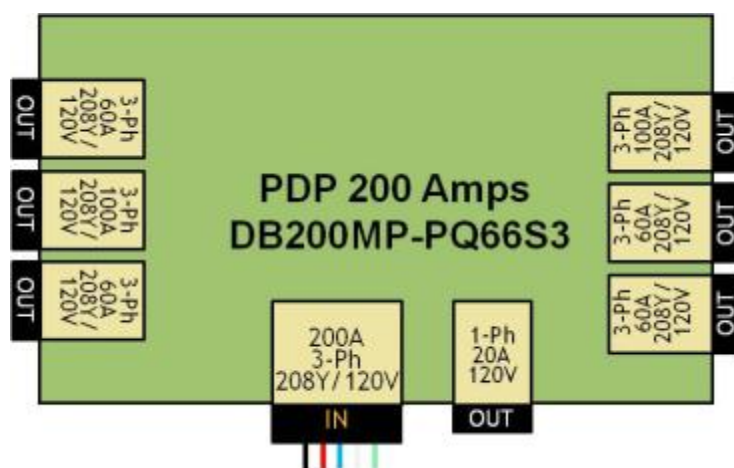 OUT
3-Ph
60A
208Y/
120V
OUT
3-Ph
100A
208Y/
120V
OUT
3-Ph
60A
208Y/
120V
PDP 200 Amps
DB200MP-PQ66S3
3-Ph
100A
208Y/
120V
OUT
3-Ph
60A
208Y/
120V
OUT
3-Ph
60A
208Y/
120V
OUT
200A
3-Ph
208Y/120V
IN
1-Ph
20A
120V
OUT